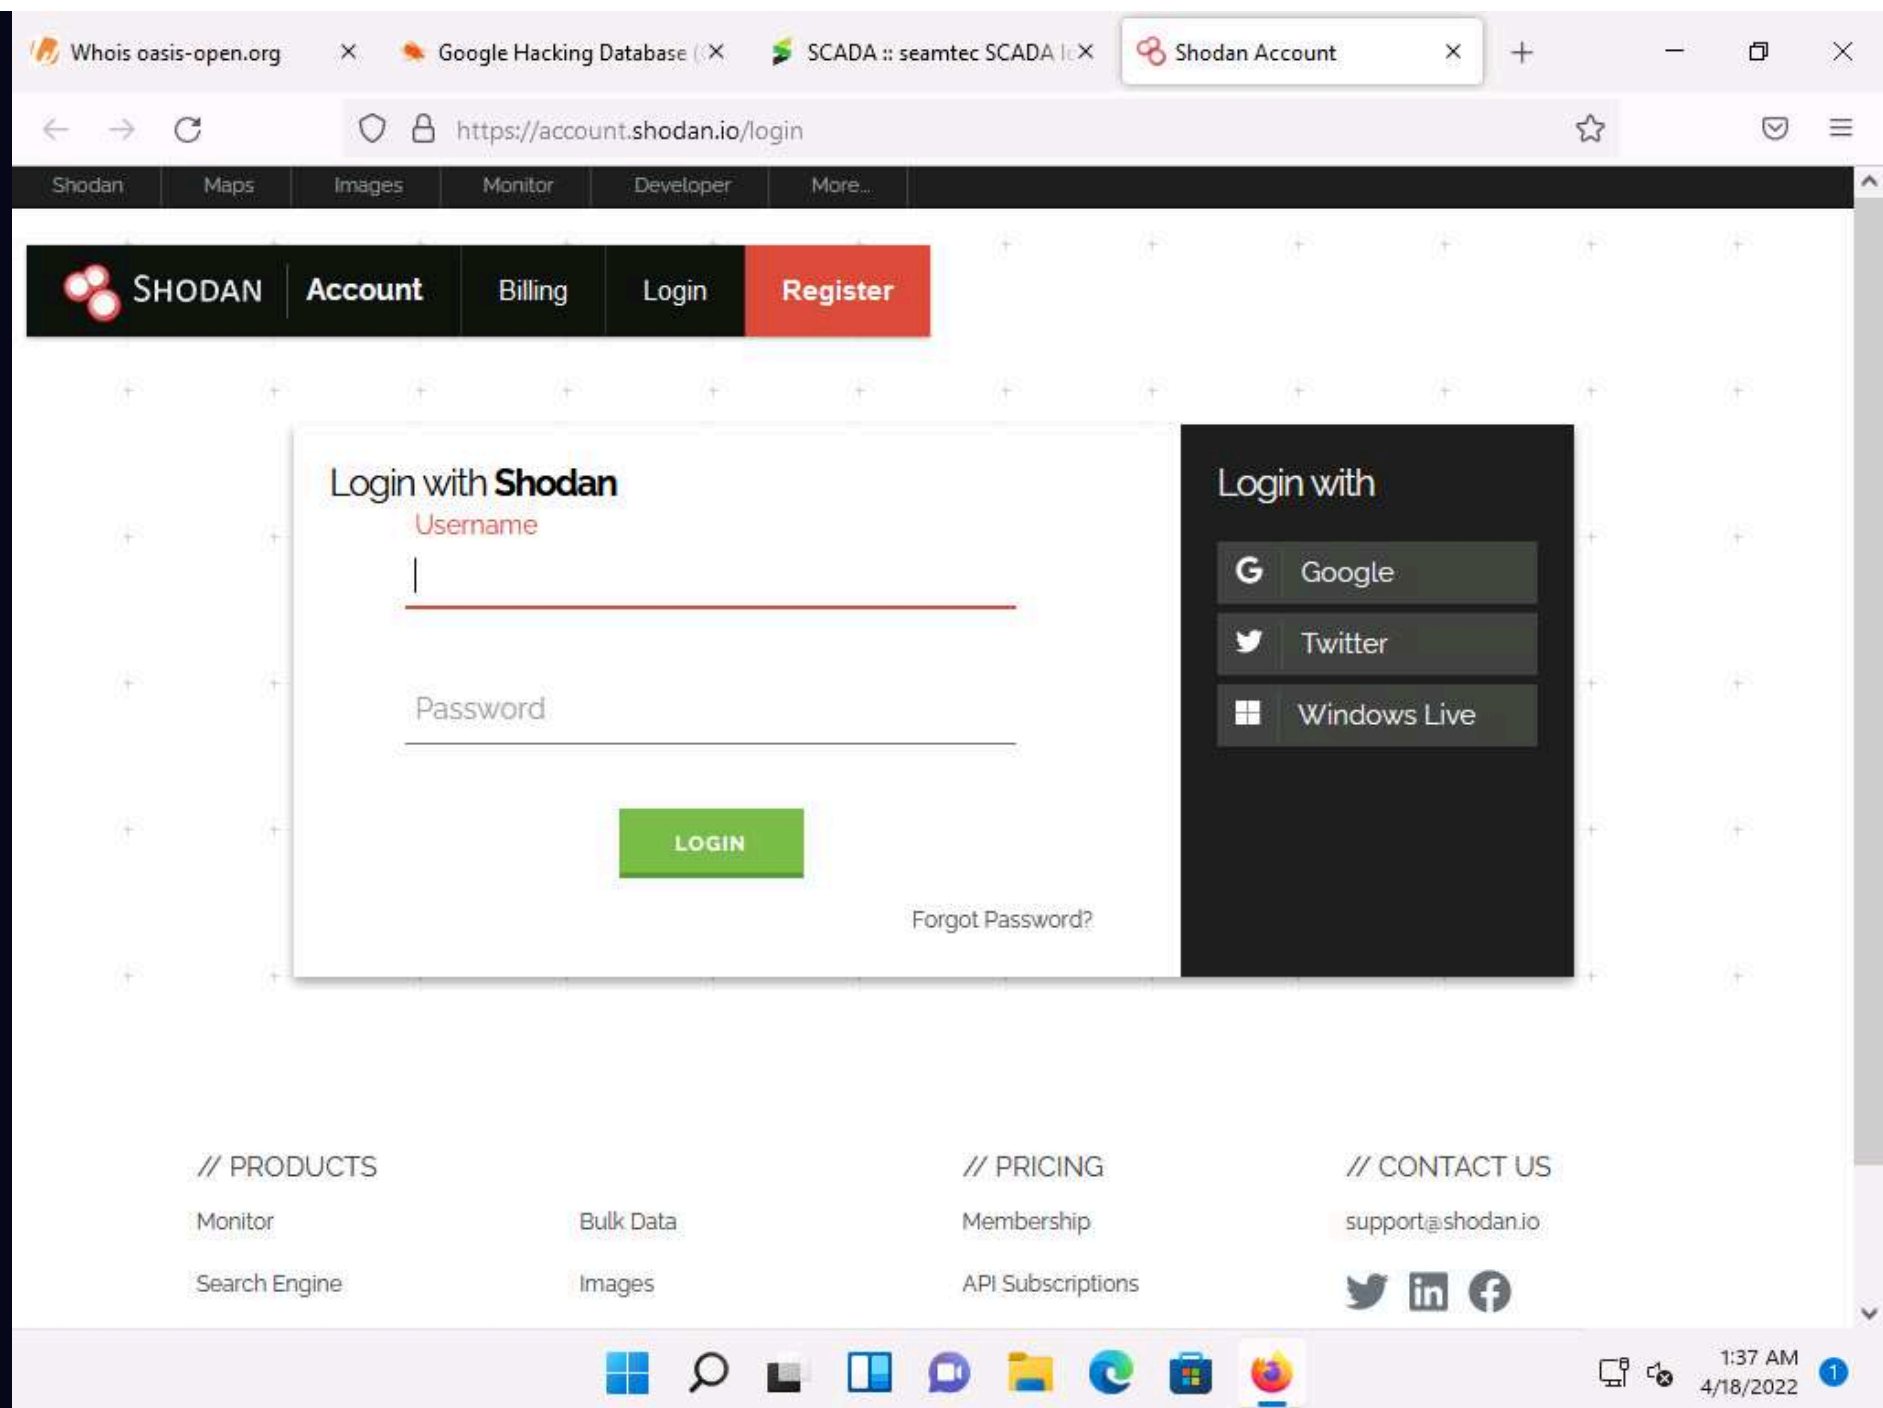 Whois oasis-open.org
Google Hacking Database (
SCADA :: seamtec SCADA
Shodan Account
https://account.shodan.io/login
Shodan Maps Images Monitor Developer More...
SHODAN Account Billing Login Register
Login with Shodan
Username
Password
LOGIN
Forgot Password?
Login with
Google
Twitter
Windows Live
// PRODUCTS
Monitor
Bulk Data
Search Engine
Images
// PRICING
Membership
API Subscriptions
// CONTACT US
support@shodan.io
1:37 AM
4/18/2022
1